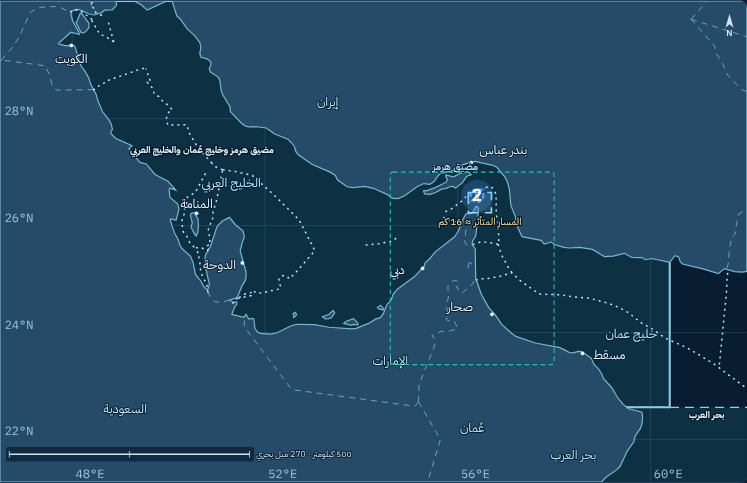 N
الكويت
28°N
إيران
مضيق هرمز وخليج عُمان والخليج العربي
بندر عباس
مضيق هرمز
الخليج العربي
2
المنامة
26°N
المسار المتأثر ≈ 16 كم
الدوحة
دبي
صحار
24°N
خليج عمان
مسقط
الإمارات
السعودية
بحر العرب
22°N
عُمان
500 كيلومتر · 270 ميل بحري
بحر العرب
48°E
52°E
56°E
60°E